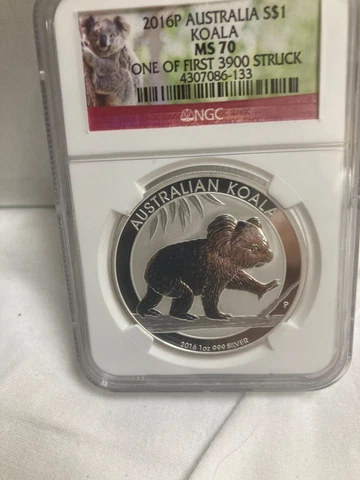 2016P AUSTRALIA S$1
KOALA
MS 70
ONE OF FIRST 3900 STRUCK
4307086-133
NGC
AUSTRALIAN KOALA
P
2016 1oz 999 SILVER